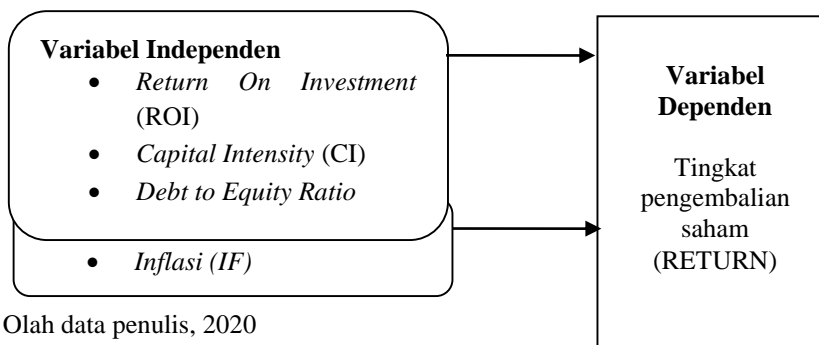 Variabel Independen
• Return On Investment
(ROI)
• Capital Intensity (CI)
• Debt to Equity Ratio
• Inflasi (IF)
Variabel
Dependen
Tingkat
pengembalian
saham
(RETURN)
Olah data penulis, 2020